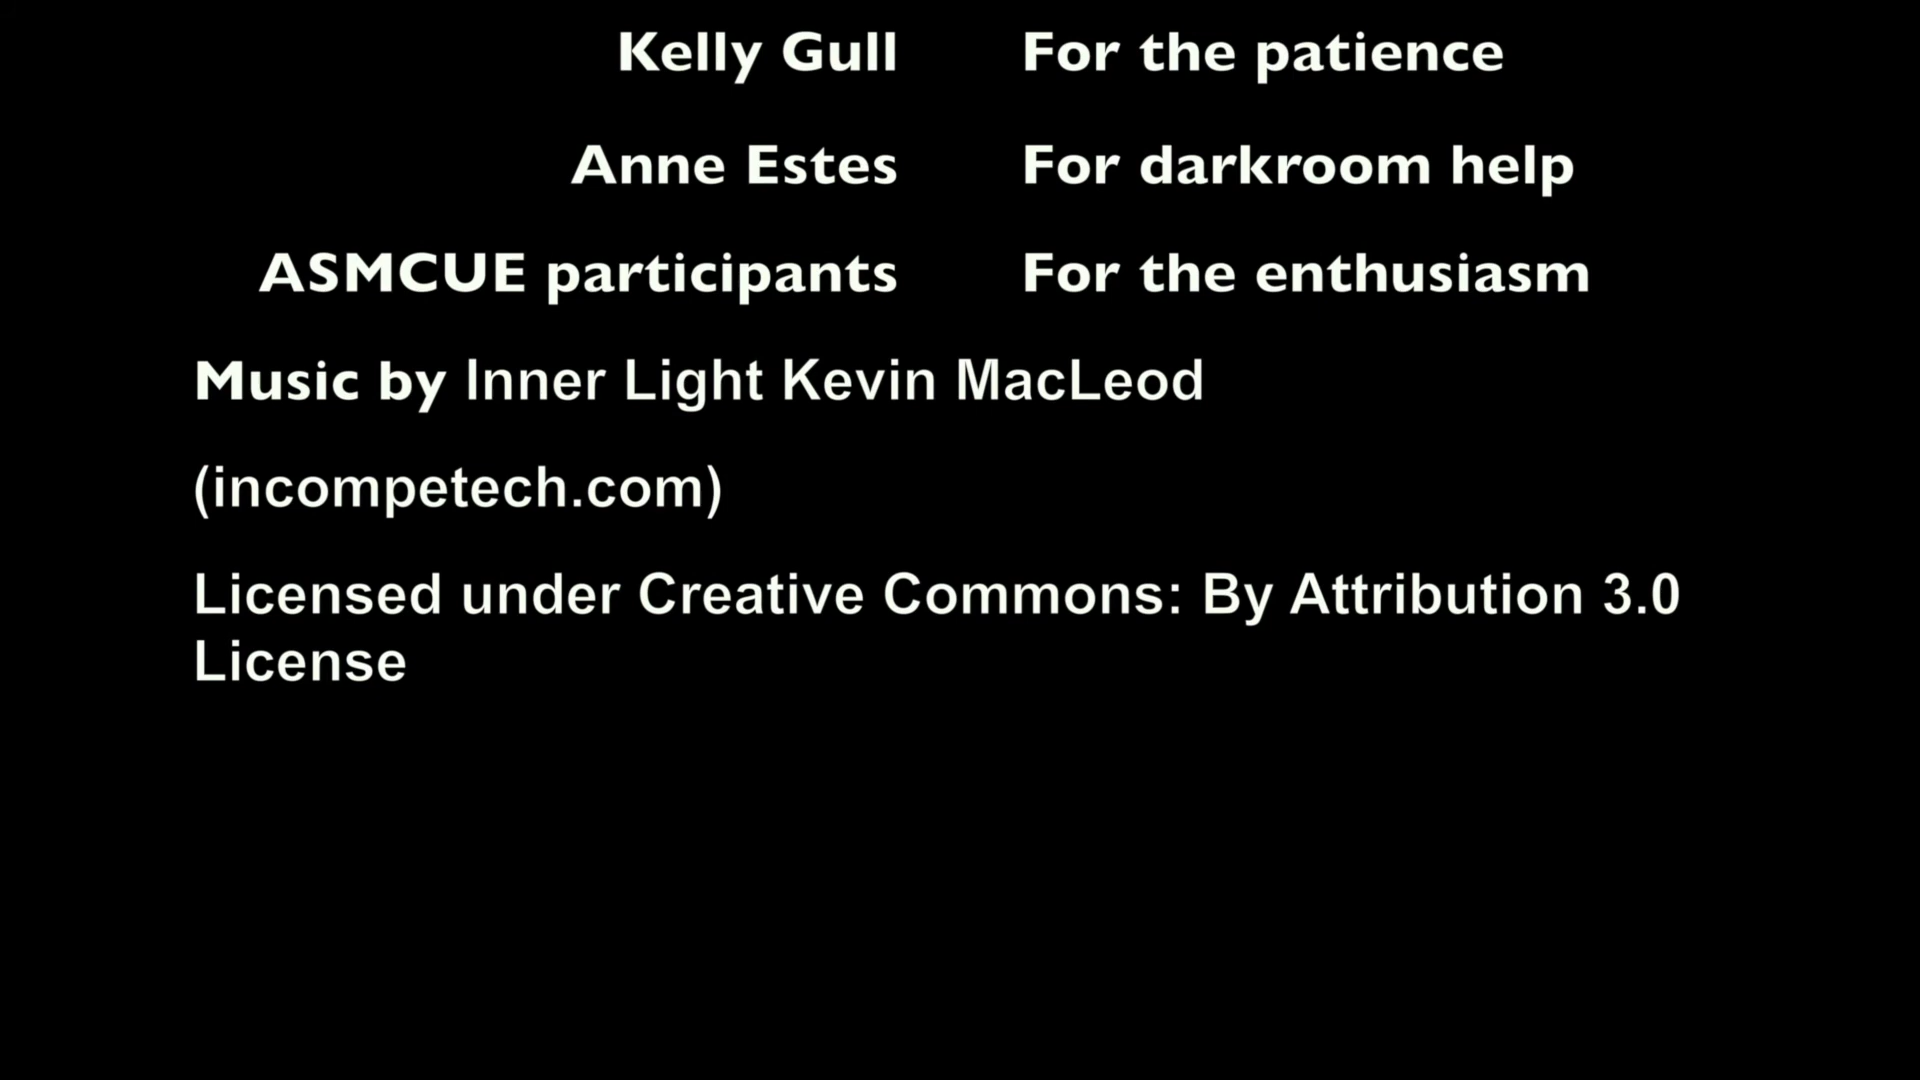 Kelly Gull For the patience
Anne Estes For darkroom help
ASMCUE participants For the enthusiasm
Music by Inner Light Kevin MacLeod
(incompetech.com)
Licensed under Creative Commons: By Attribution 3.0
License